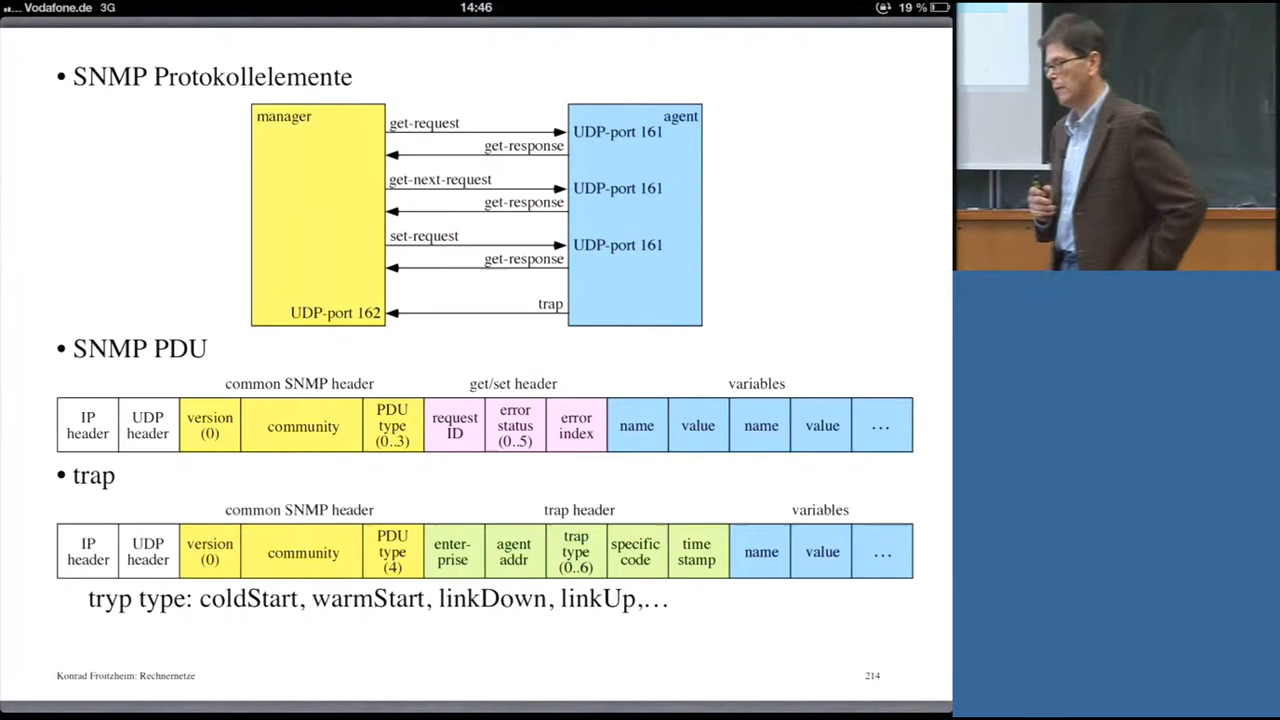 Vodafone.de 3G 14:46 19 %
• SNMP Protokollelemente
manager
agent
get-request
UDP-port 161
get-response
get-next-request
UDP-port 161
get-response
set-request
UDP-port 161
get-response
trap
UDP-port 162
• SNMP PDU
common SNMP header get/set header variables
IP header
UDP header
version (0)
community
PDU type (0..3)
request ID
error status (0..5)
error index
name
value
name
value
...
• trap
common SNMP header trap header variables
IP header
UDP header
version (0)
community
PDU type (4)
enter-prise
agent addr
trap type (0..6)
specific code
time stamp
name
value
...
tryp type: coldStart, warmStart, linkDown, linkUp,...
Konrad Froitzheim: Rechnernetze 214